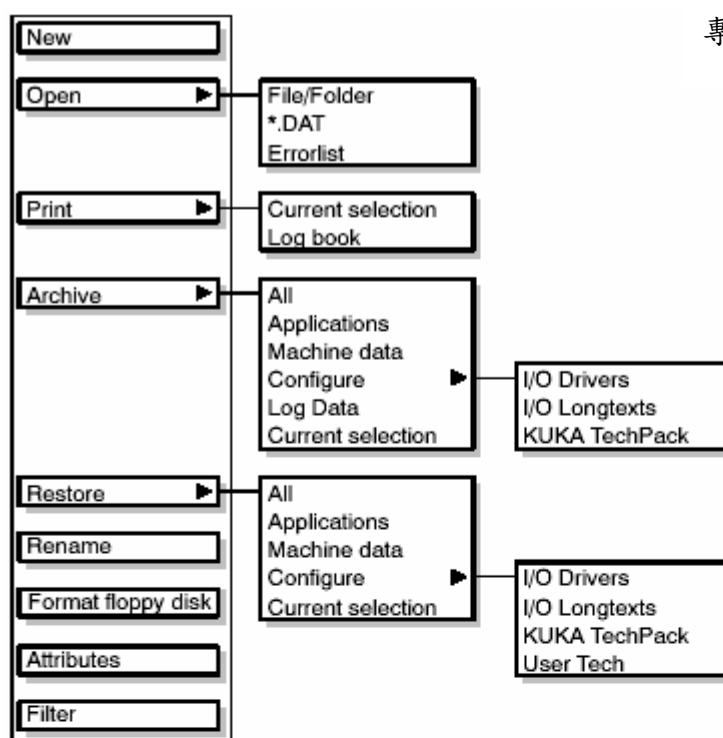 專
New
Open
File/Folder
*.DAT
Errorlist
Print
Current selection
Log book
Archive
All
Applications
Machine data
Configure
Log Data
Current selection
I/O Drivers
I/O Longtexts
KUKA TechPack
Restore
All
Applications
Machine data
Configure
Current selection
I/O Drivers
I/O Longtexts
KUKA TechPack
User Tech
Rename
Format floppy disk
Attributes
Filter